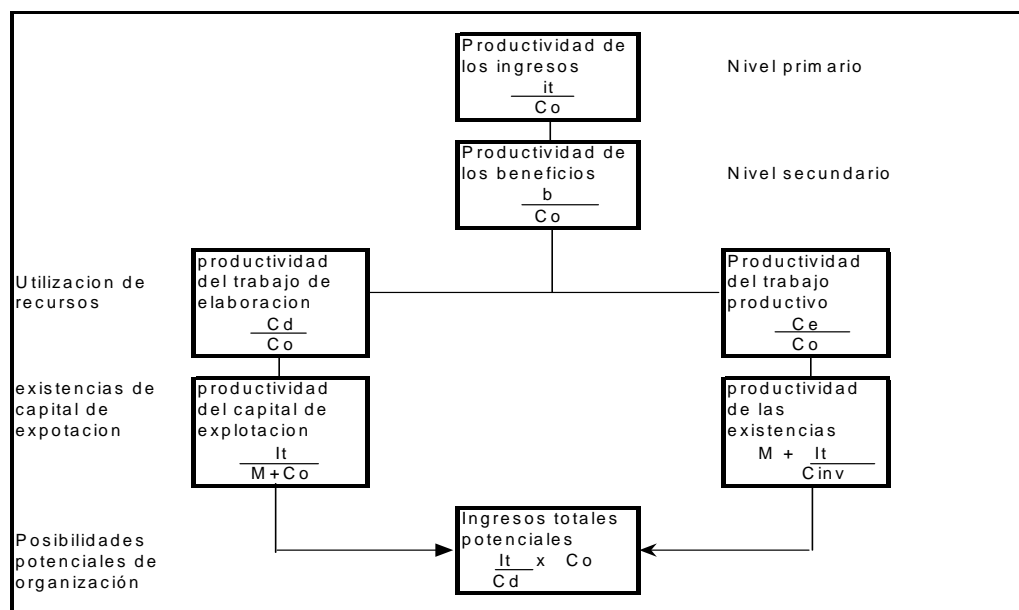 Productividad de
los ingresos
it
Co
Nivel primario
Productividad de
los beneficios
b
Co
Nivel secundario
Utilizacion de
recursos
productividad
del trabajo de
elaboracion
Cd
Co
Productividad
del trabajo
productivo
Ce
Co
existencias de
capital de
expotacion
productividad
del capital de
explotacion
It
M+Co
productividad
de las
existencias
M + It
Cinv
Posibilidades
potenciales de
organización
Ingresos totales
potenciales
It x Co
Cd